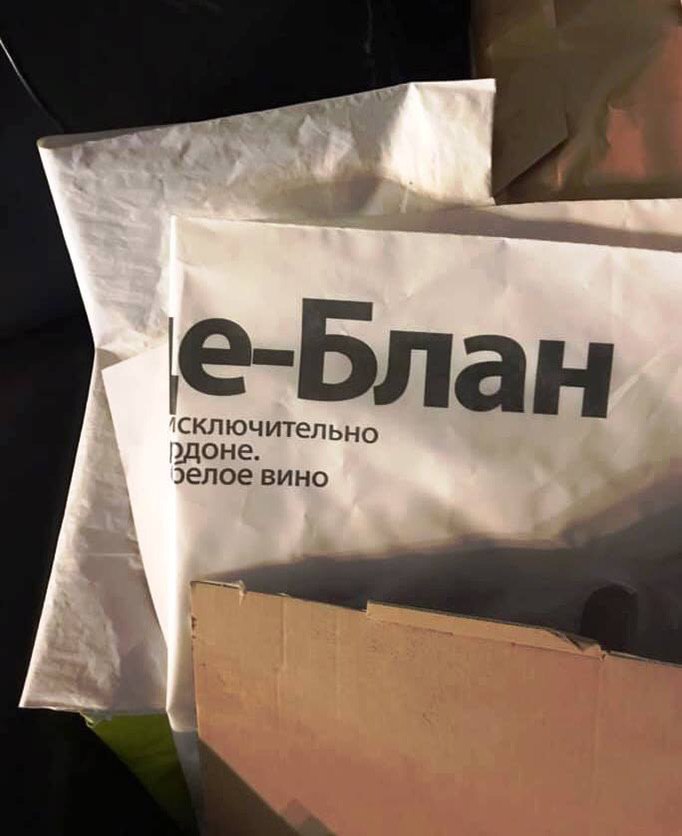 е-Блан
исключительно
рдоне.
белое вино